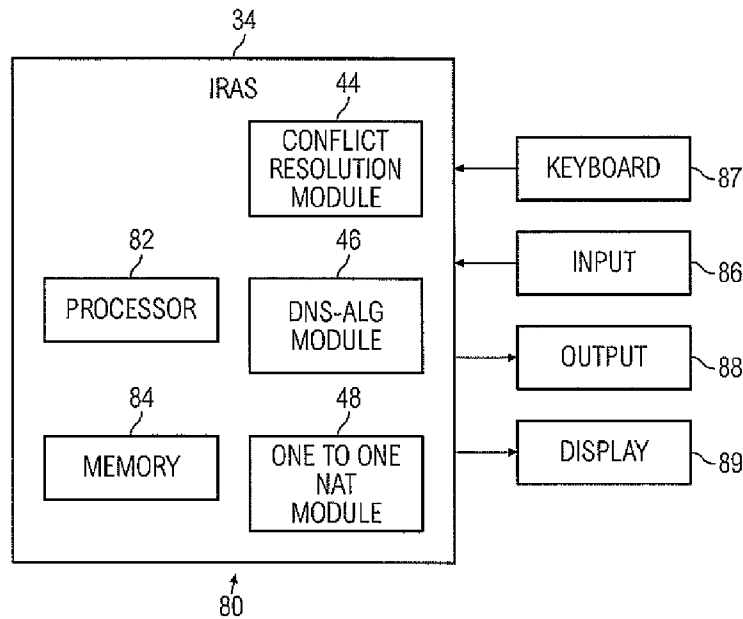 34
IRAS
44
CONFLICT
RESOLUTION
MODULE
KEYBOARD
87
82
PROCESSOR
46
DNS-ALG
MODULE
INPUT
86
OUTPUT
88
84
MEMORY
48
ONE TO ONE
NAT
MODULE
DISPLAY
89
80